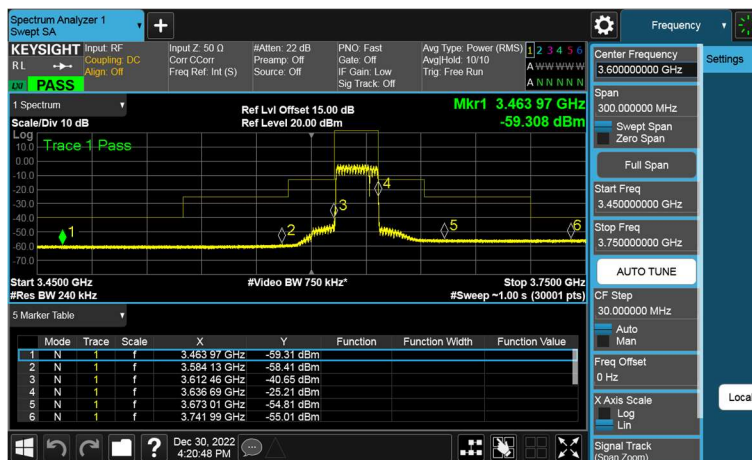 Spectrum Analyzer 1
Swept SA
Frequency
KEYSIGHT
RL
LXI PASS
Input: RF
Coupling: DC
Align: Off
Input Z: 50 Ω
Corr CCorr
Freq Ref: Int (S)
#Atten: 22 dB
Preamp: Off
Source: Off
PNO: Fast
Gate: Off
IF Gain: Low
Sig Track: Off
Avg Type: Power (RMS)
Avg|Hold: 10/10
Trig: Free Run
1 2 3 4 5 6
A W W W W W
A N N N N N
1 Spectrum
Scale/Div 10 dB
Ref Lvl Offset 15.00 dB
Ref Level 20.00 dBm
Mkr1 3.463 97 GHz
-59.308 dBm
Log
Trace 1 Pass
10.0
0.00
-10.0
-20.0
-30.0
-40.0
-50.0
-60.0
-70.0
1
2
3
4
5
6
Start 3.4500 GHz
#Res BW 240 kHz
#Video BW 750 kHz*
Stop 3.7500 GHz
#Sweep ~1.00 s (30001 pts)
5 Marker Table
Mode Trace Scale X Y Function Function Width Function Value
1 N 1 f 3.463 97 GHz -59.31 dBm
2 N 1 f 3.584 13 GHz -58.41 dBm
3 N 1 f 3.612 46 GHz -40.65 dBm
4 N 1 f 3.636 69 GHz -25.21 dBm
5 N 1 f 3.673 01 GHz -54.81 dBm
6 N 1 f 3.741 99 GHz -55.01 dBm
?
Dec 30, 2022
4:20:48 PM
Center Frequency
3.600000000 GHz
Settings
Span
300.000000 MHz
Swept Span
Zero Span
Full Span
Start Freq
3.450000000 GHz
Stop Freq
3.750000000 GHz
AUTO TUNE
CF Step
30.000000 MHz
Auto
Man
Freq Offset
0 Hz
X Axis Scale
Log
Lin
Local
Signal Track
(Span Zoom)